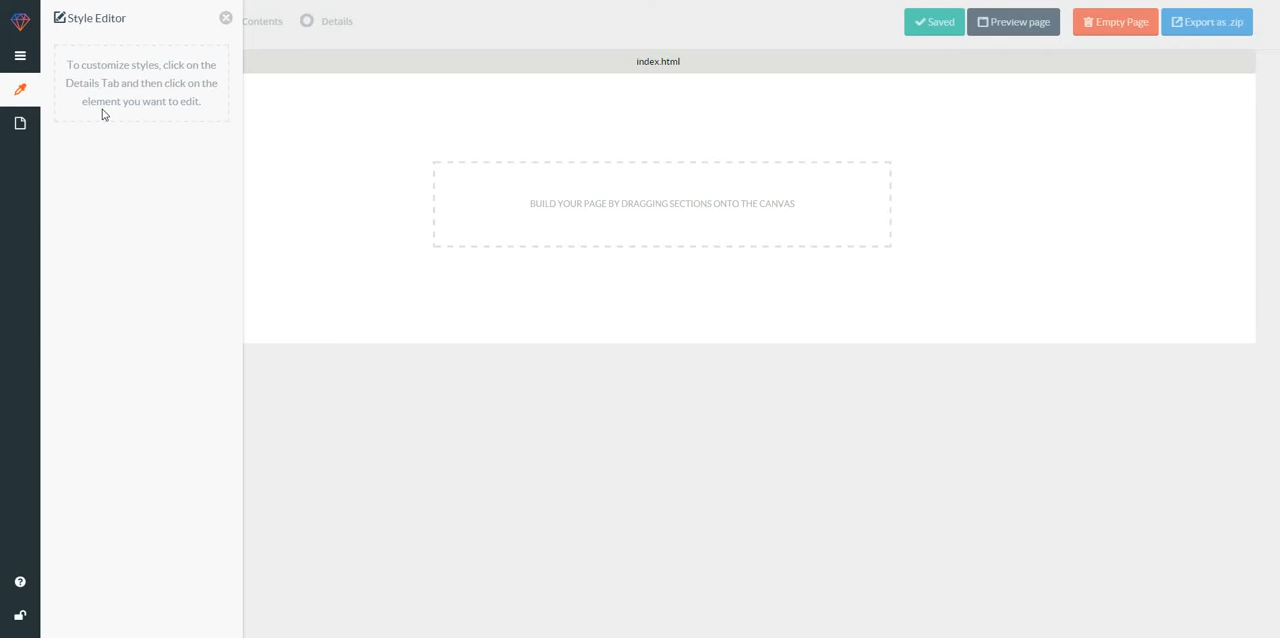 Style Editor
To customize styles, click on the
Details Tab and then click on the
element you want to edit.
Contents
Details
Saved
Preview page
Empty Page
Export as .zip
index.html
BUILD YOUR PAGE BY DRAGGING SECTIONS ONTO THE CANVAS